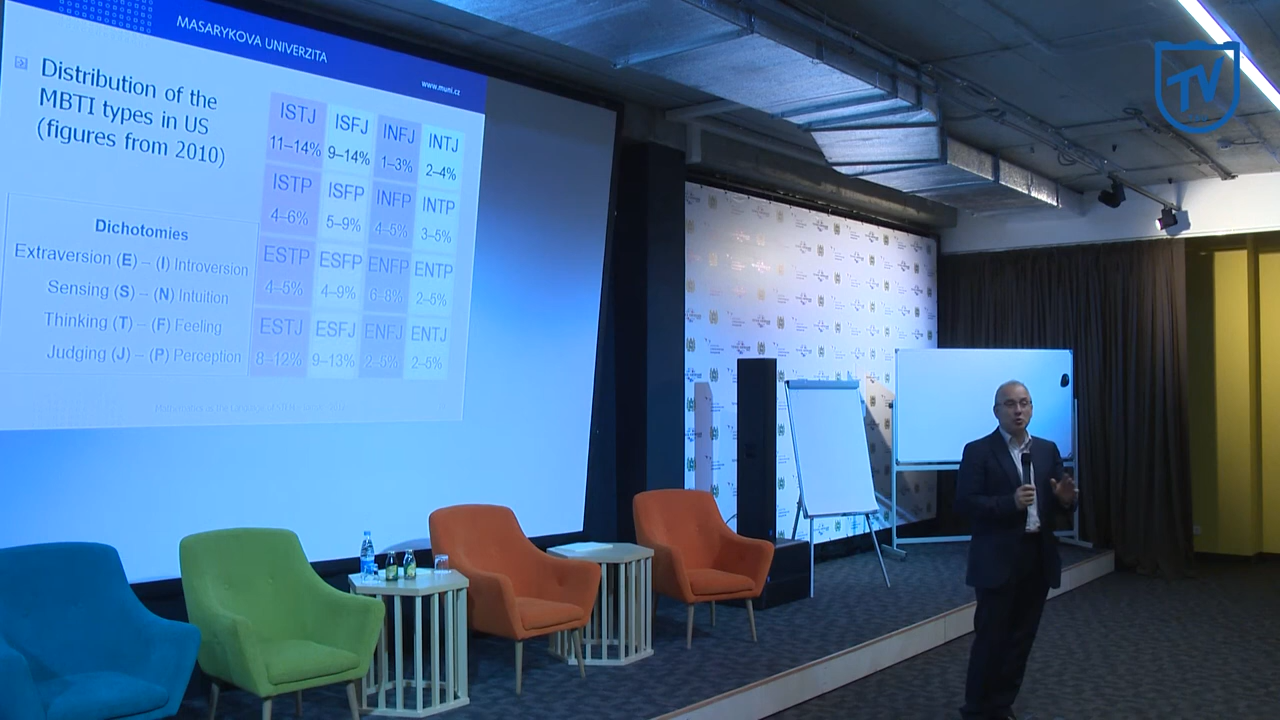 MASARYKOVA UNIVERZITA
www.muni.cz
Distribution of the
MBTI types in US
(figures from 2010)
ISTJ ISFJ INFJ INTJ
11–14% 9–14% 1–3% 2–4%
ISTP ISFP INFP INTP
4–6% 5–9% 4–5% 3–5%
ESTP ESFP ENFP ENTP
4–5% 4–9% 6–8% 2–5%
ESTJ ESFJ ENFJ ENTJ
8–12% 9–13% 2–5% 2–5%
Dichotomies
Extraversion (E) – (I) Introversion
Sensing (S) – (N) Intuition
Thinking (T) – (F) Feeling
Judging (J) – (P) Perception
TV